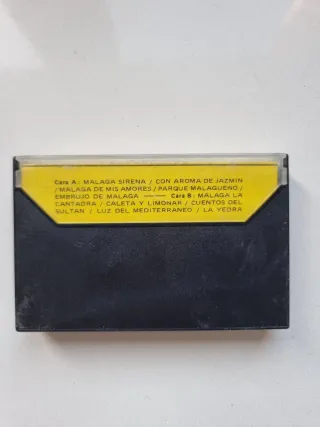 Cara A: MALAGA SIRENA / CON AROMA DE JAZMIN
/ MALAGA DE MIS AMORES / PARQUE MALAGUEÑO /
EMBRUJO DE MALAGA —— Cara B: MALAGA LA
CANTAORA / CALETA Y LIMONAR / CUENTOS DEL
SULTAN / LUZ DEL MEDITERRANEO / LA YEDRA